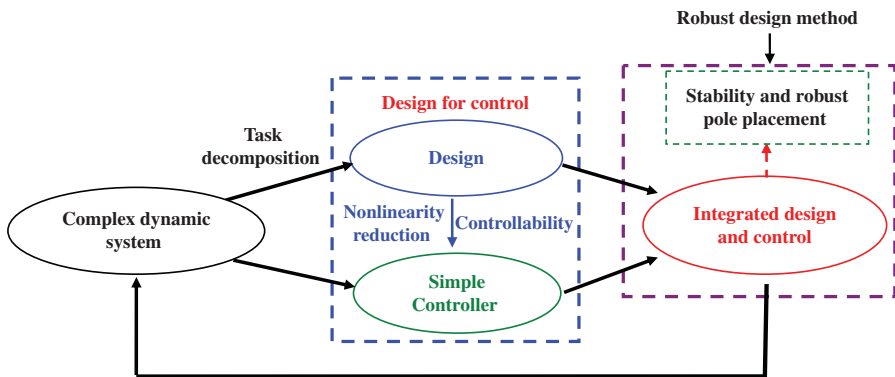 Robust design method
Design for control
Stability and robust
pole placement
Task
decomposition
Design
Complex dynamic
system
Nonlinearity
reduction
Controllability
Integrated design
and control
Simple
Controller